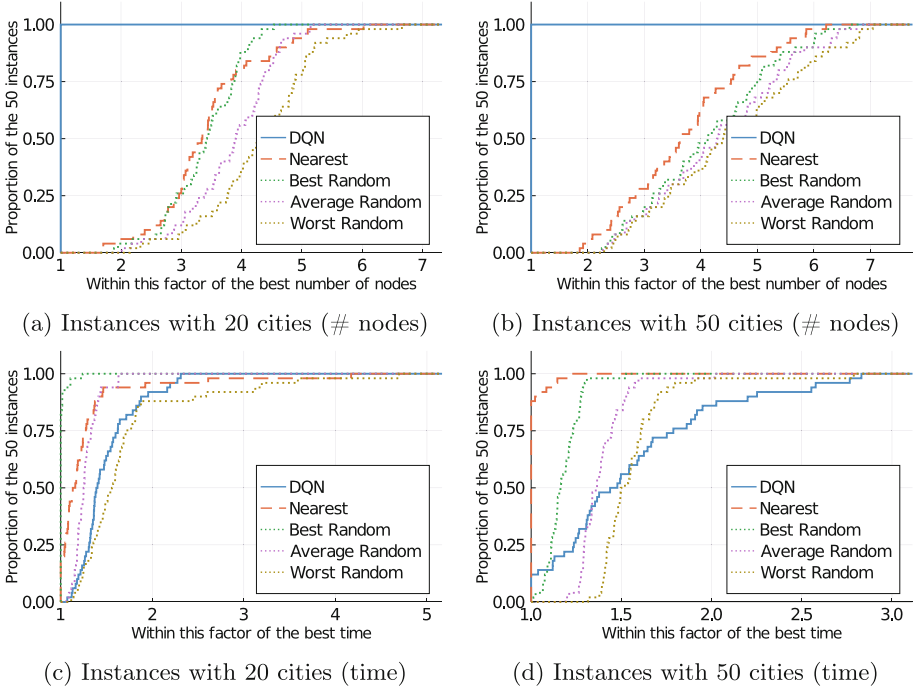 1.00
0.75
0.50
0.25
0.00
Proportion of the 50 instances
DQN
Nearest
Best Random
Average Random
Worst Random
1 2 3 4 5 6 7
Within this factor of the best number of nodes
(a) Instances with 20 cities (# nodes)
1.00
0.75
0.50
0.25
0.00
Proportion of the 50 instances
DQN
Nearest
Best Random
Average Random
Worst Random
1 2 3 4 5 6 7
Within this factor of the best number of nodes
(b) Instances with 50 cities (# nodes)
1.00
0.75
0.50
0.25
0.00
Proportion of the 50 instances
DQN
Nearest
Best Random
Average Random
Worst Random
1 2 3 4 5
Within this factor of the best time
(c) Instances with 20 cities (time)
1.00
0.75
0.50
0.25
0.00
Proportion of the 50 instances
DQN
Nearest
Best Random
Average Random
Worst Random
1.0 1.5 2.0 2.5 3.0
Within this factor of the best time
(d) Instances with 50 cities (time)